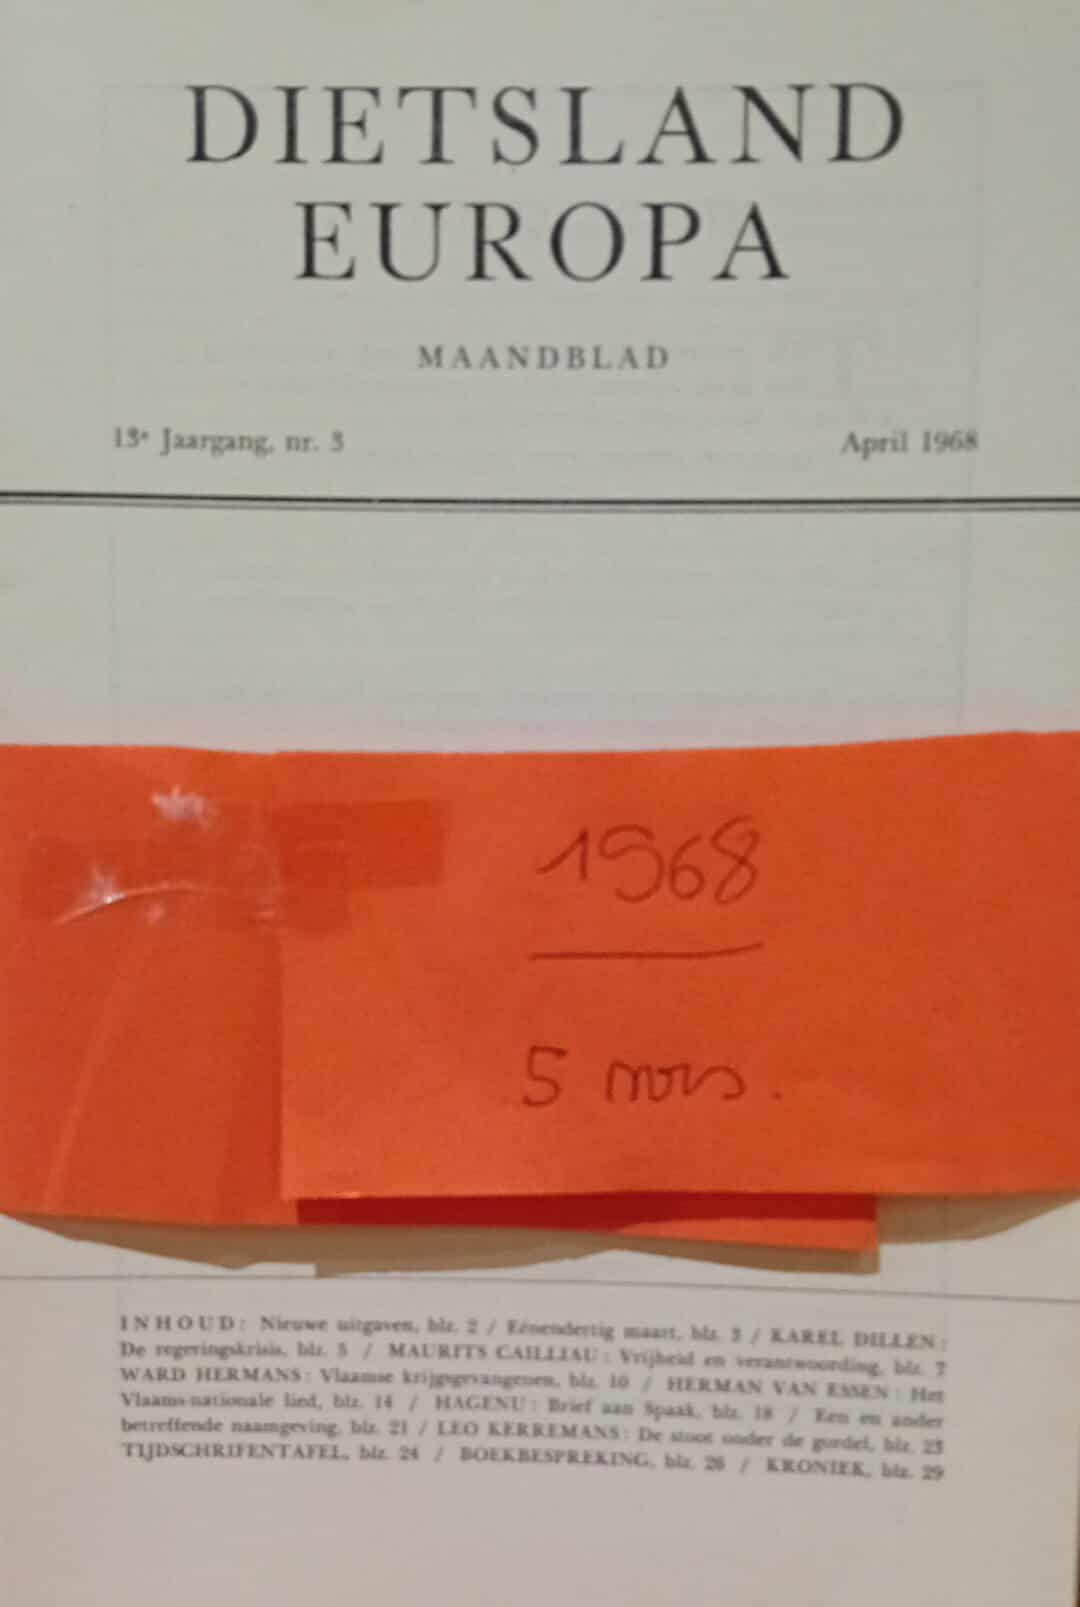 DIETSLAND
EUROPA
MAANDBLAD
13e Jaargang, nr. 3 April 1968
1968
5 nors.
INHOUD: Nieuwe uitgaven, blz. 2 / Eénendertig maart, blz. 3 / KAREL DILLEN:
De regeringskrisis, blz. 5 / MAURITS CAILLIAU: Vrijheid en verantwoording, blz. 7
WARD HERMANS: Vlaamse krijgsgevangenen, blz. 10 / HERMAN VAN ESSEN: Het
Vlaams-nationale lied, blz. 14 / HAGENU: Brief aan Spaak, blz. 18 / Een en ander
betreffende naamgeving, blz. 21 / LEO KERREMANS: De stoot onder de gordel, blz. 23
TIJDSCHRIFENTAFEL, blz. 24 / BOEKBESPREKING, blz. 26 / KRONIEK, blz. 29